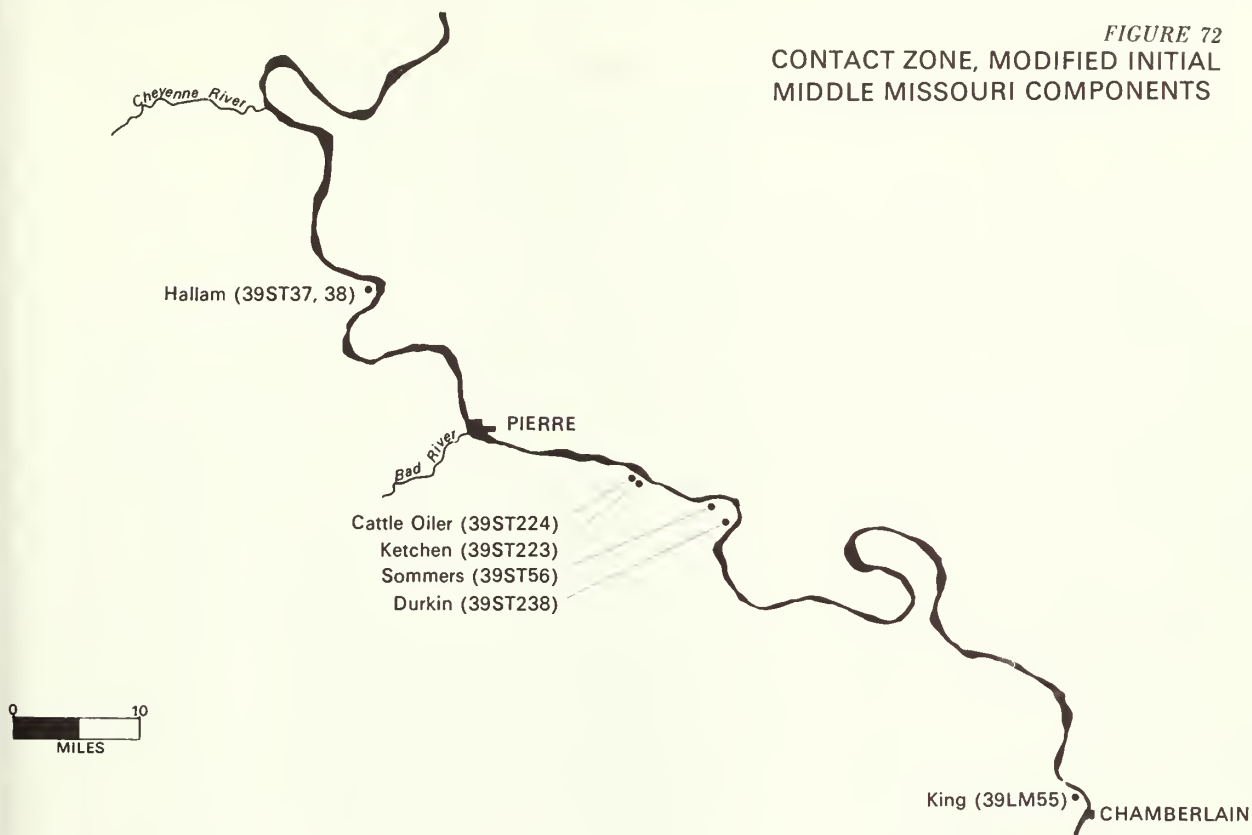 FIGURE 72
CONTACT ZONE, MODIFIED INITIAL
MIDDLE MISSOURI COMPONENTS
Cheyenne River
Hallam (39ST37, 38)
PIERRE
Bad River
Cattle Oiler (39ST224)
Ketchen (39ST223)
Sommers (39ST56)
Durkin (39ST238)
0 10
MILES
King (39LM55)
CHAMBERLAIN